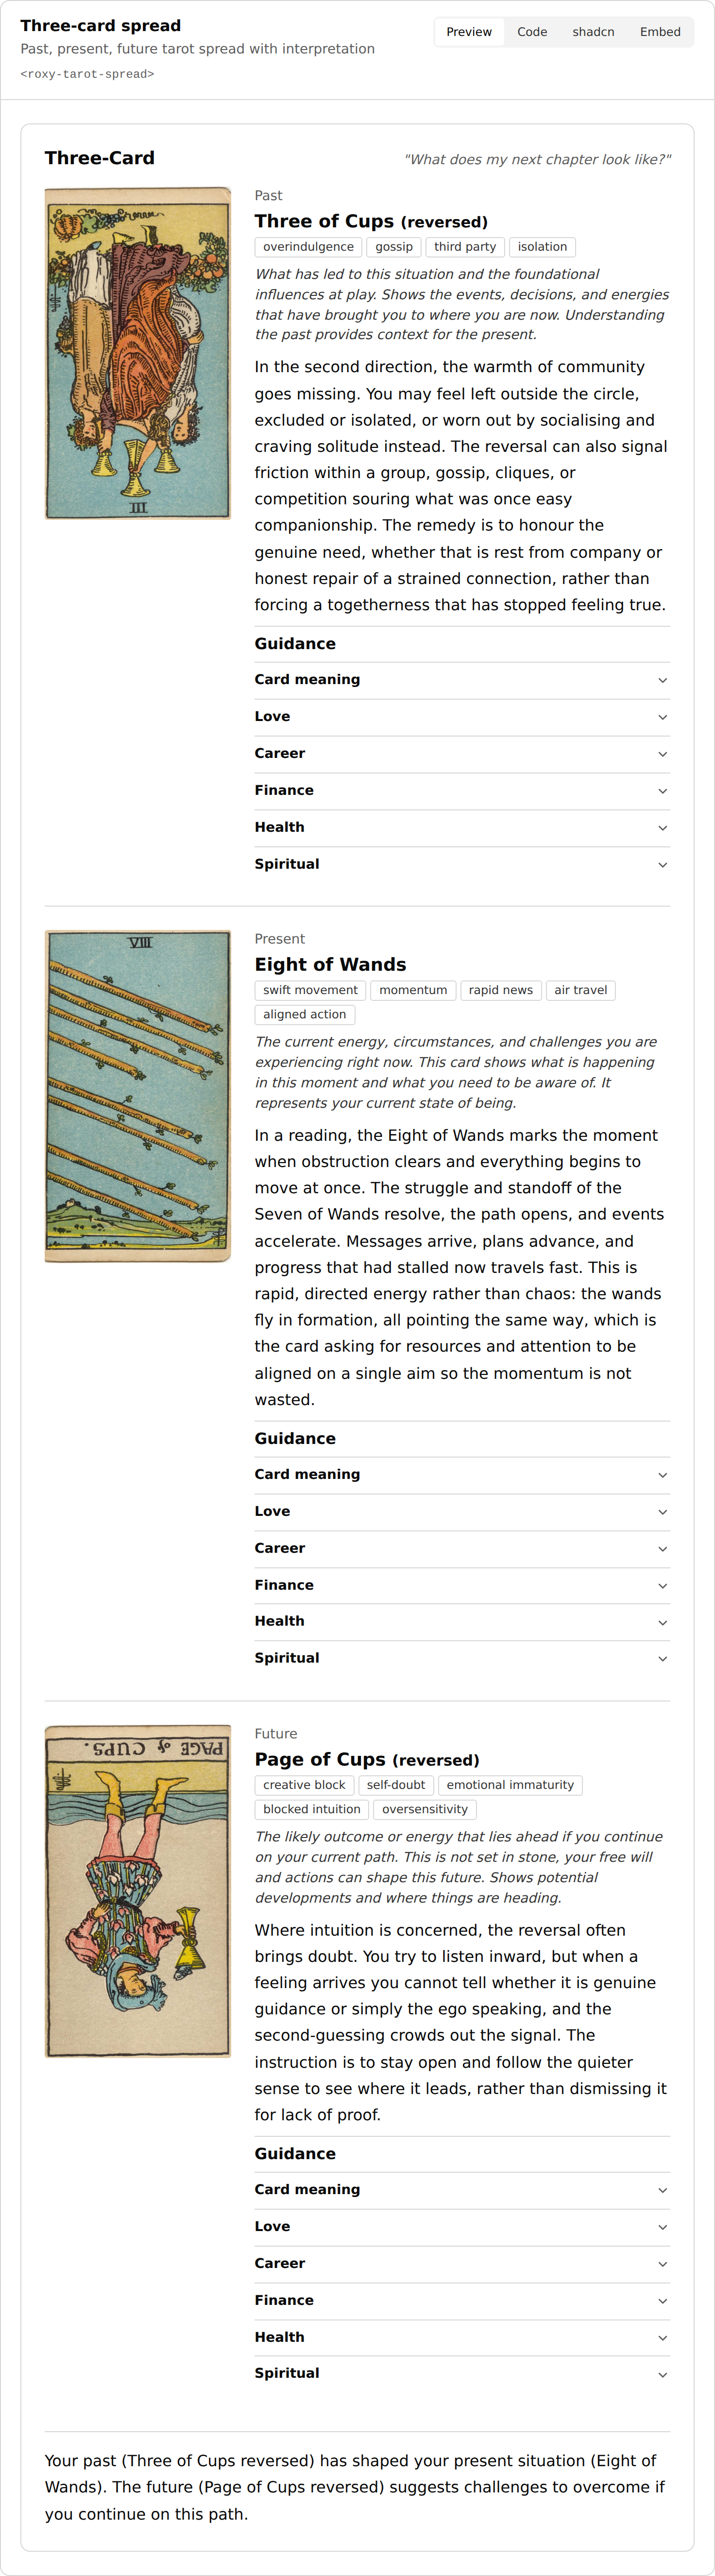 Three-card spread
Past, present, future tarot spread with interpretation
<roxy-tarot-spread>
Preview
Code
shadcn
Embed
Three-Card
"What does my next chapter look like?"
III
Past
Three of Cups (reversed)
overindulgence
gossip
third party
isolation
What has led to this situation and the foundational
influences at play. Shows the events, decisions, and energies
that have brought you to where you are now. Understanding
the past provides context for the present.
In the second direction, the warmth of community
goes missing. You may feel left outside the circle,
excluded or isolated, or worn out by socialising and
craving solitude instead. The reversal can also signal
friction within a group, gossip, cliques, or
competition souring what was once easy
companionship. The remedy is to honour the
genuine need, whether that is rest from company or
honest repair of a strained connection, rather than
forcing a togetherness that has stopped feeling true.
Guidance
Card meaning
Love
Career
Finance
Health
Spiritual
VIII
Present
Eight of Wands
swift movement
momentum
rapid news
air travel
aligned action
The current energy, circumstances, and challenges you are
experiencing right now. This card shows what is happening
in this moment and what you need to be aware of. It
represents your current state of being.
In a reading, the Eight of Wands marks the moment
when obstruction clears and everything begins to
move at once. The struggle and standoff of the
Seven of Wands resolve, the path opens, and events
accelerate. Messages arrive, plans advance, and
progress that had stalled now travels fast. This is
rapid, directed energy rather than chaos: the wands
fly in formation, all pointing the same way, which is
the card asking for resources and attention to be
aligned on a single aim so the momentum is not
wasted.
Guidance
Card meaning
Love
Career
Finance
Health
Spiritual
PAGE of CUPS.
Future
Page of Cups (reversed)
creative block
self-doubt
emotional immaturity
blocked intuition
oversensitivity
The likely outcome or energy that lies ahead if you continue
on your current path. This is not set in stone, your free will
and actions can shape this future. Shows potential
developments and where things are heading.
Where intuition is concerned, the reversal often
brings doubt. You try to listen inward, but when a
feeling arrives you cannot tell whether it is genuine
guidance or simply the ego speaking, and the
second-guessing crowds out the signal. The
instruction is to stay open and follow the quieter
sense to see where it leads, rather than dismissing it
for lack of proof.
Guidance
Card meaning
Love
Career
Finance
Health
Spiritual
Your past (Three of Cups reversed) has shaped your present situation (Eight of
Wands). The future (Page of Cups reversed) suggests challenges to overcome if
you continue on this path.